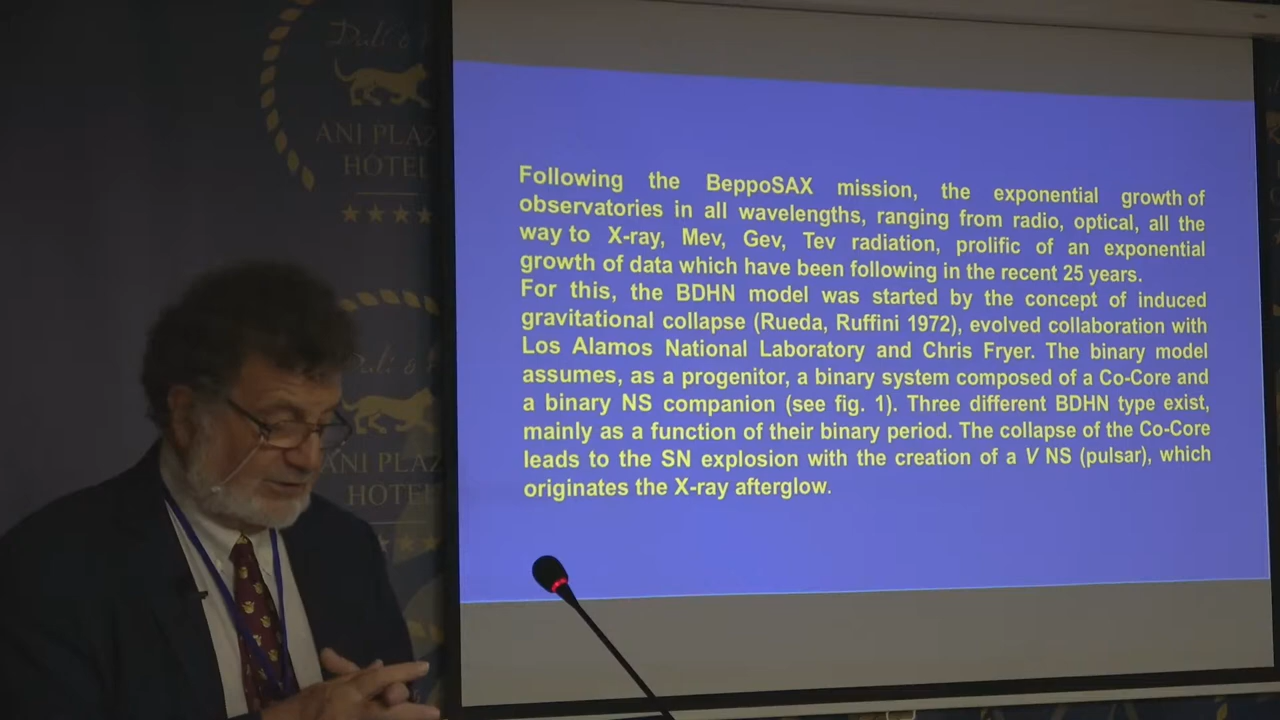 Dalí &
ANI PLAZ
HOTEL
★★★★
Following the BeppoSAX mission, the exponential growth of
observatories in all wavelengths, ranging from radio, optical, all the
way to X-ray, Mev, Gev, Tev radiation, prolific of an exponential
growth of data which have been following in the recent 25 years.
For this, the BDHN model was started by the concept of induced
gravitational collapse (Rueda, Ruffini 1972), evolved collaboration with
Los Alamos National Laboratory and Chris Fryer. The binary model
assumes, as a progenitor, a binary system composed of a Co-Core and
a binary NS companion (see fig. 1). Three different BDHN type exist,
mainly as a function of their binary period. The collapse of the Co-Core
leads to the SN explosion with the creation of a V NS (pulsar), which
originates the X-ray afterglow.
ANI PLAZ
HOTEL